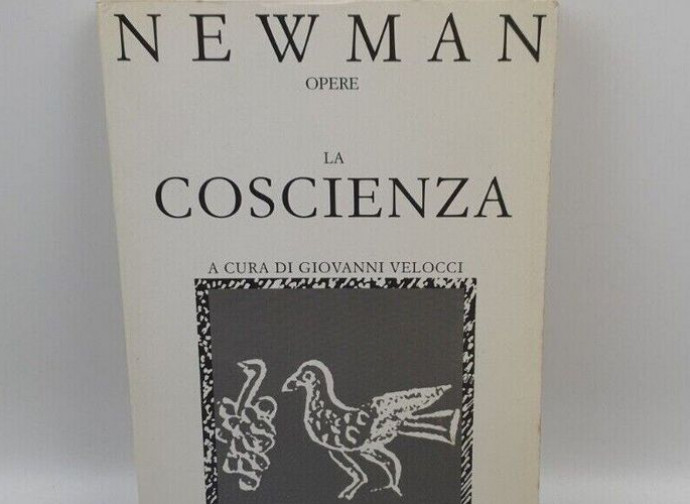 NEWMAN
OPERE
LA
COSCIENZA
A CURA DI GIOVANNI VELOCCI